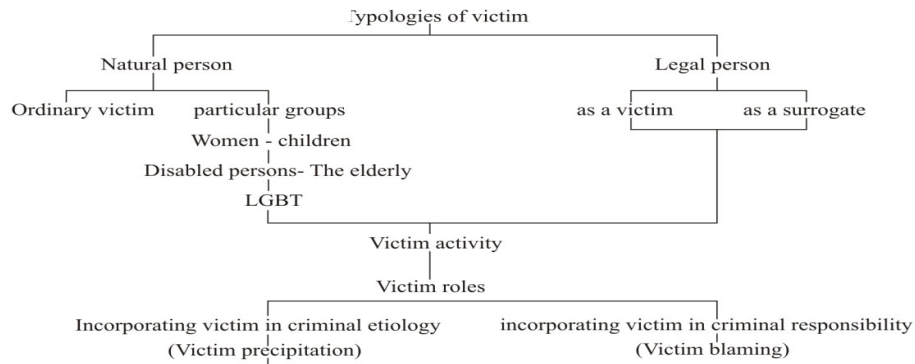 Typologies of victim
Natural person Legal person
Ordinary victim particular groups as a victim as a surrogate
Women - children
Disabled persons- The elderly
LGBT
Victim activity
Victim roles
Incorporating victim in criminal etiology incorporating victim in criminal responsibility
(Victim precipitation) (Victim blaming)